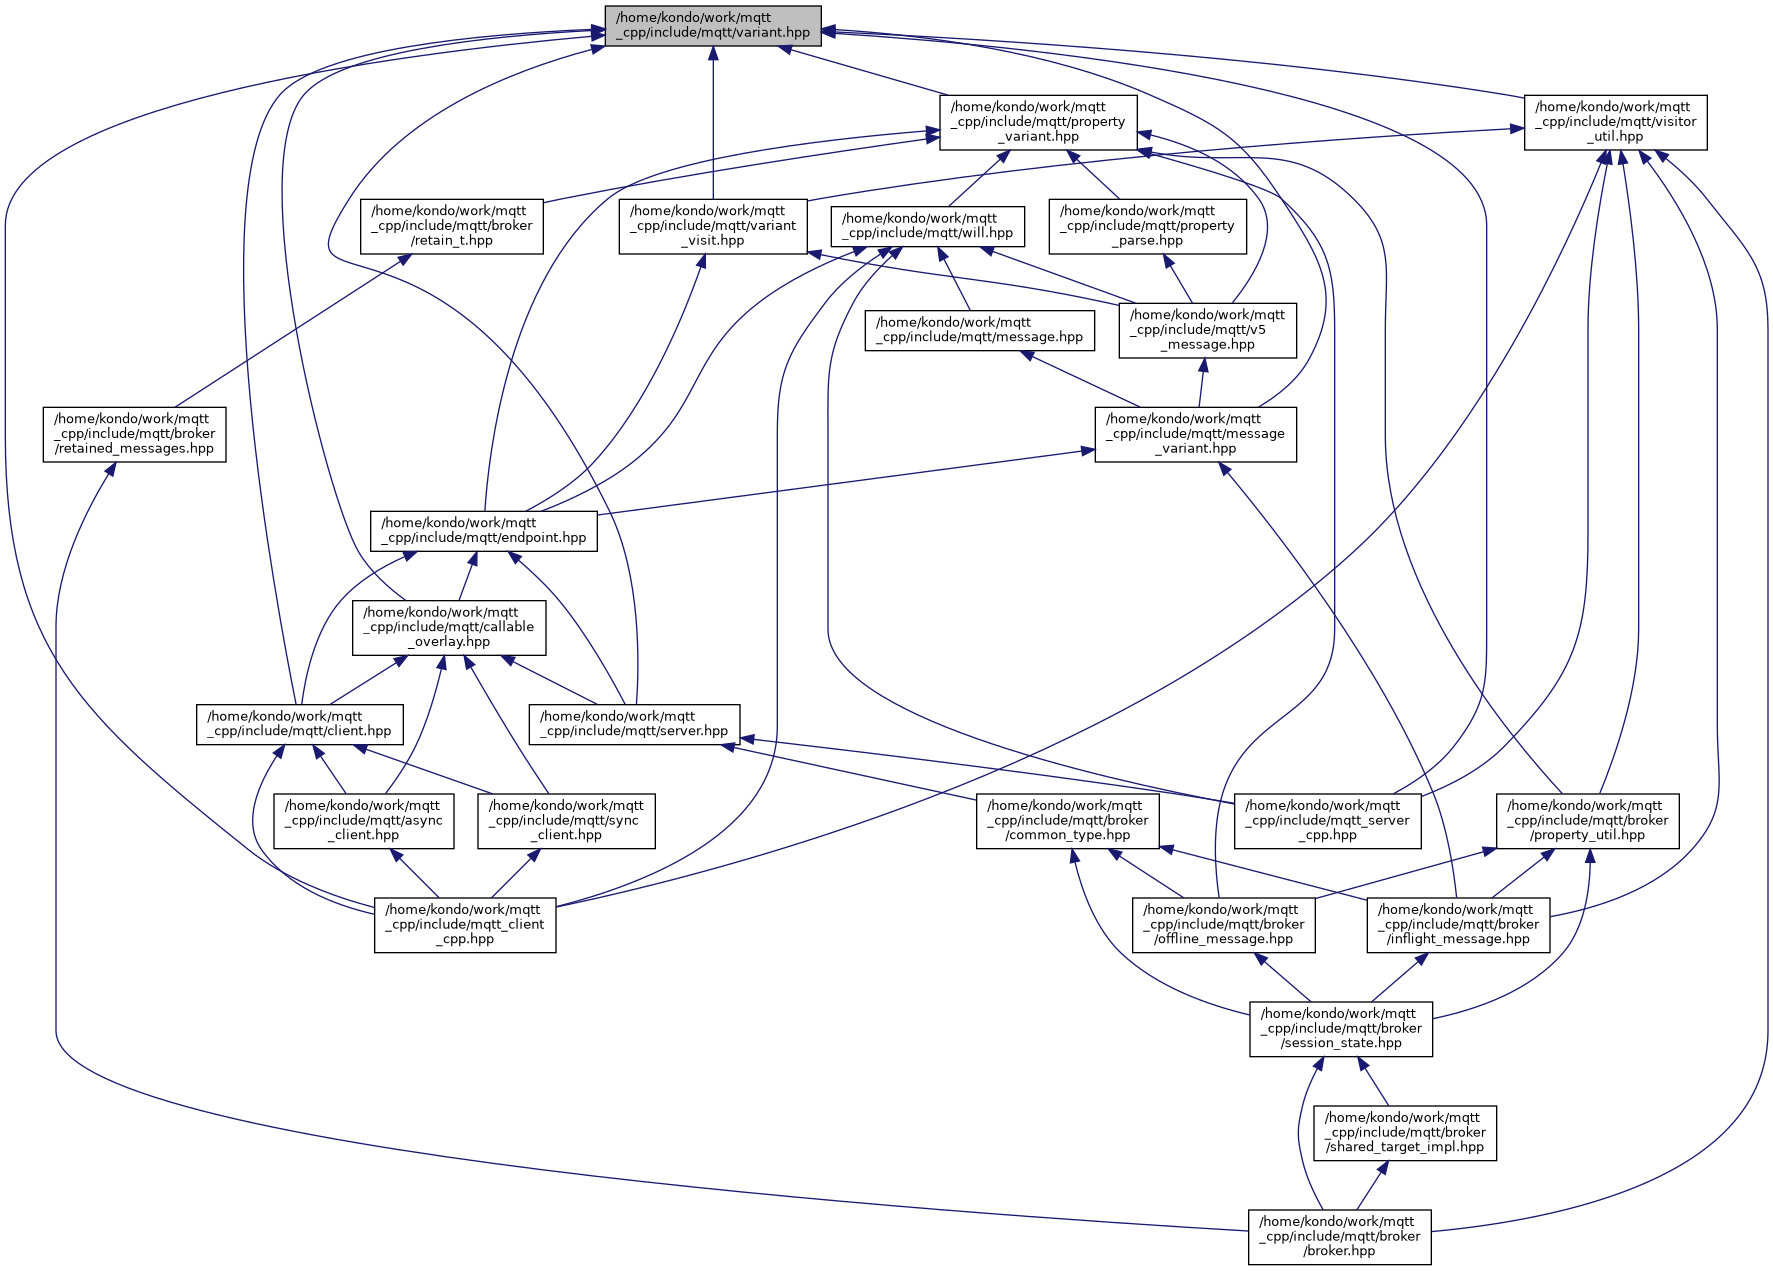 /home/kondo/work/mqtt
_cpp/include/mqtt/variant.hpp
/home/kondo/work/mqtt
_cpp/include/mqtt/property
_variant.hpp
/home/kondo/work/mqtt
_cpp/include/mqtt/visitor
_util.hpp
/home/kondo/work/mqtt
_cpp/include/mqtt/broker
/retain_t.hpp
/home/kondo/work/mqtt
_cpp/include/mqtt/variant
_visit.hpp
/home/kondo/work/mqtt
_cpp/include/mqtt/will.hpp
/home/kondo/work/mqtt
_cpp/include/mqtt/property
_parse.hpp
/home/kondo/work/mqtt
_cpp/include/mqtt/message.hpp
/home/kondo/work/mqtt
_cpp/include/mqtt/v5
_message.hpp
/home/kondo/work/mqtt
_cpp/include/mqtt/broker
/retained_messages.hpp
/home/kondo/work/mqtt
_cpp/include/mqtt/message
_variant.hpp
/home/kondo/work/mqtt
_cpp/include/mqtt/endpoint.hpp
/home/kondo/work/mqtt
_cpp/include/mqtt/callable
_overlay.hpp
/home/kondo/work/mqtt
_cpp/include/mqtt/client.hpp
/home/kondo/work/mqtt
_cpp/include/mqtt/server.hpp
/home/kondo/work/mqtt
_cpp/include/mqtt/async
_client.hpp
/home/kondo/work/mqtt
_cpp/include/mqtt/sync
_client.hpp
/home/kondo/work/mqtt
_cpp/include/mqtt/broker
/common_type.hpp
/home/kondo/work/mqtt
_cpp/include/mqtt_server
_cpp.hpp
/home/kondo/work/mqtt
_cpp/include/mqtt/broker
/property_util.hpp
/home/kondo/work/mqtt
_cpp/include/mqtt_client
_cpp.hpp
/home/kondo/work/mqtt
_cpp/include/mqtt/broker
/offline_message.hpp
/home/kondo/work/mqtt
_cpp/include/mqtt/broker
/inflight_message.hpp
/home/kondo/work/mqtt
_cpp/include/mqtt/broker
/session_state.hpp
/home/kondo/work/mqtt
_cpp/include/mqtt/broker
/shared_target_impl.hpp
/home/kondo/work/mqtt
_cpp/include/mqtt/broker
/broker.hpp